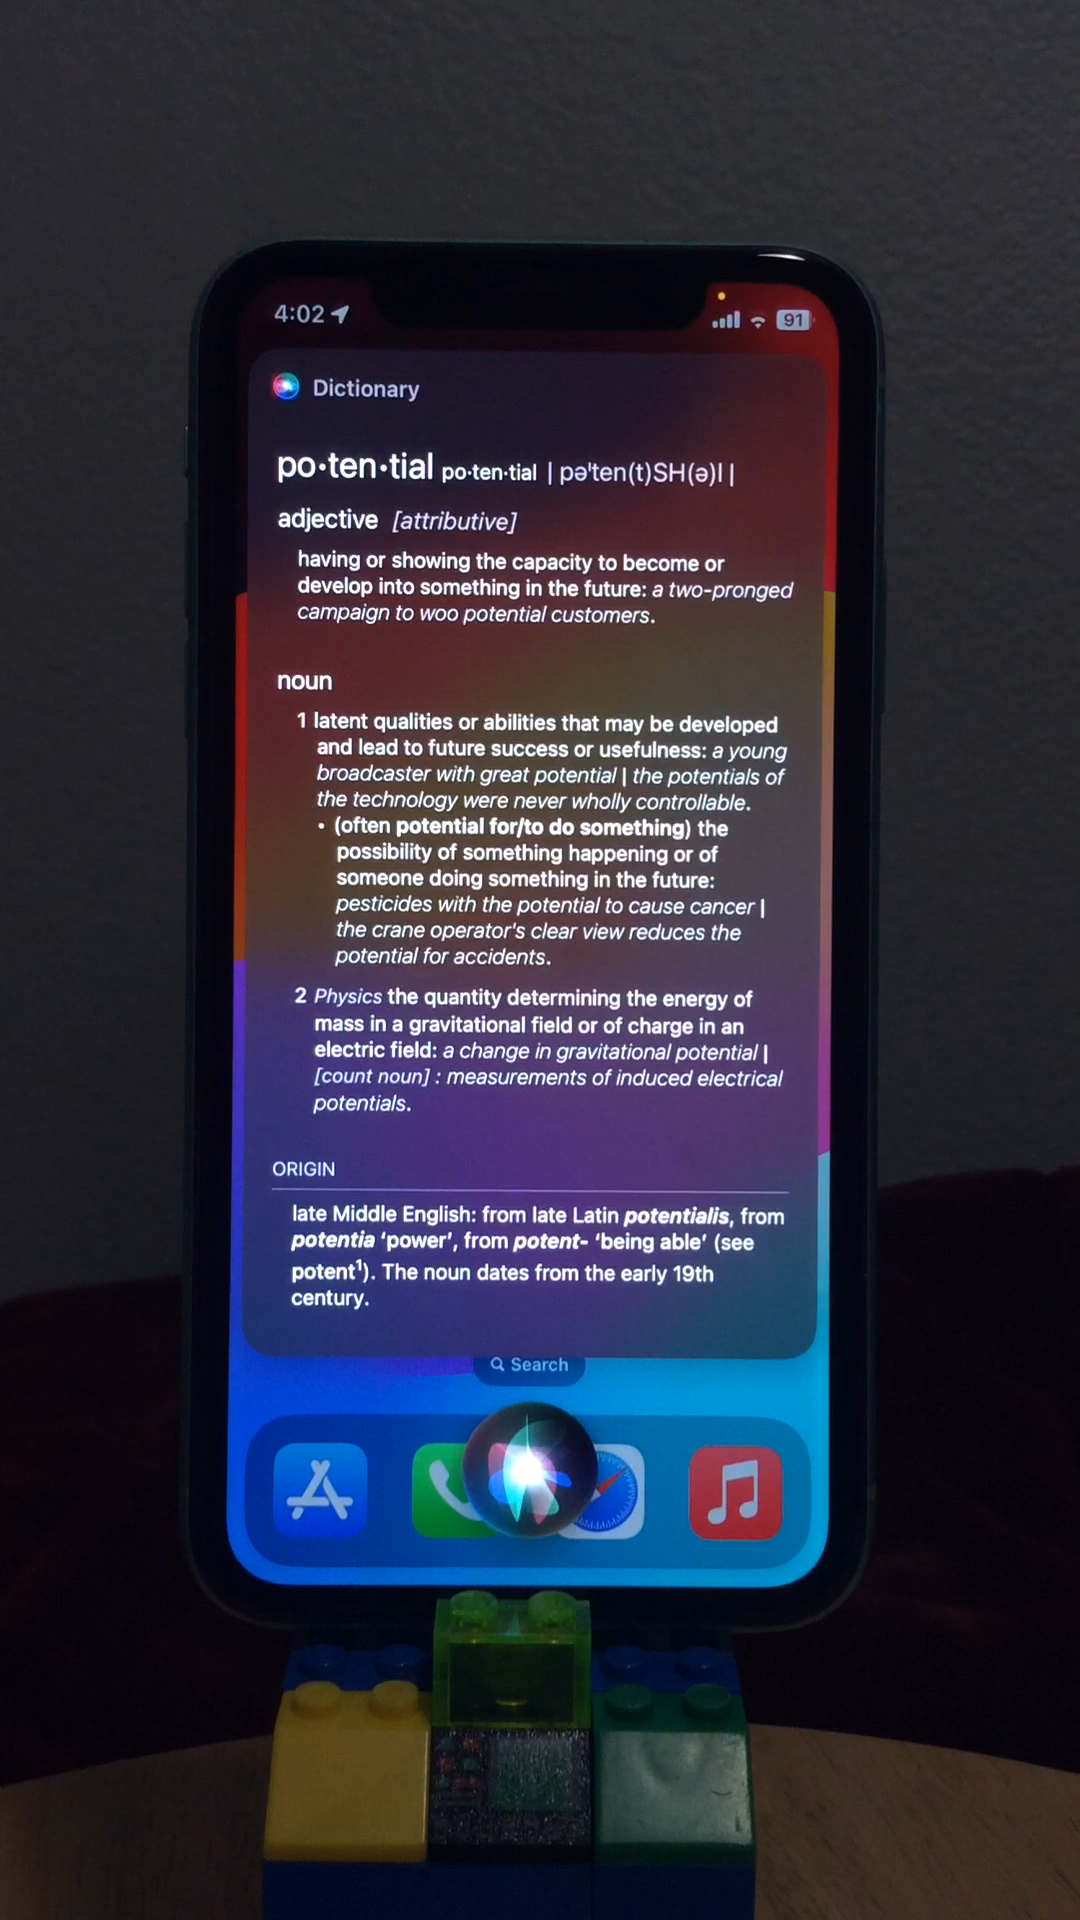 4:02
91
Dictionary
po•ten•tial po·ten·tial | pəˈten(t)SH(ə)l |
adjective [attributive]
having or showing the capacity to become or
develop into something in the future: a two-pronged
campaign to woo potential customers.
noun
1 latent qualities or abilities that may be developed
and lead to future success or usefulness: a young
broadcaster with great potential | the potentials of
the technology were never wholly controllable.
• (often potential for/to do something) the
possibility of something happening or of
someone doing something in the future:
pesticides with the potential to cause cancer |
the crane operator's clear view reduces the
potential for accidents.
2 Physics the quantity determining the energy of
mass in a gravitational field or of charge in an
electric field: a change in gravitational potential |
[count noun] : measurements of induced electrical
potentials.
ORIGIN
late Middle English: from late Latin potentialis, from
potentia ‘power’, from potent- ‘being able’ (see
potent¹). The noun dates from the early 19th
century.
Search